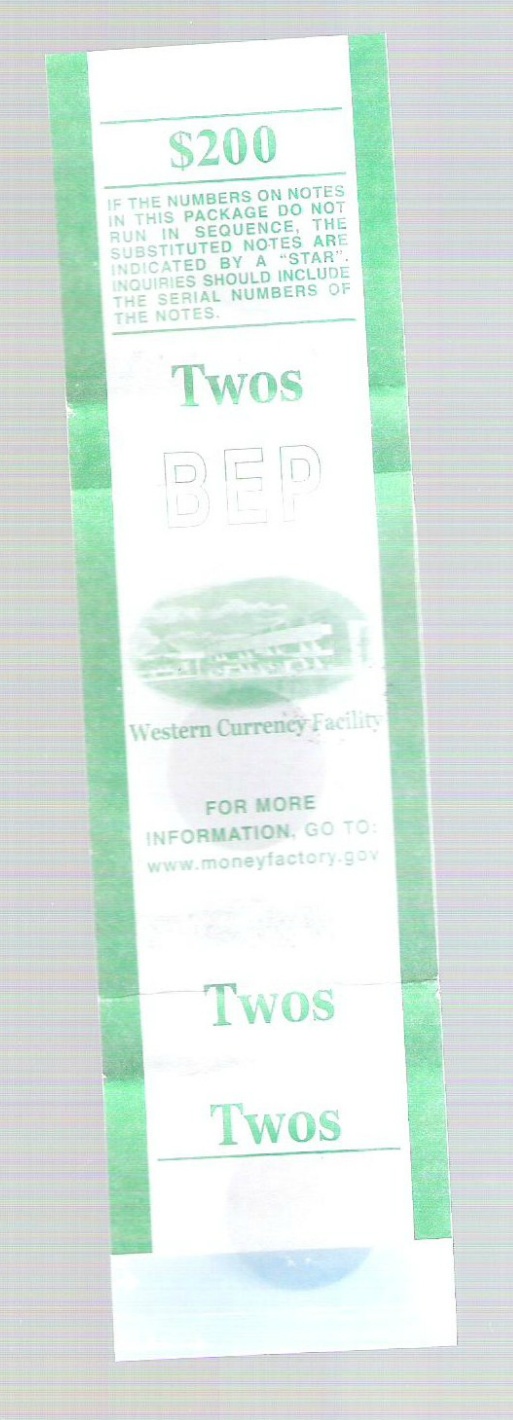 $200
IF THE NUMBERS ON NOTES
IN THIS PACKAGE DO NOT
RUN IN SEQUENCE, THE
SUBSTITUTED NOTES ARE
INDICATED BY A “STAR”.
INQUIRIES SHOULD INCLUDE
THE SERIAL NUMBERS OF
THE NOTES.
Twos
BEP
Western Currency Facility
FOR MORE
INFORMATION, GO TO:
www.moneyfactory.gov
Twos
Twos